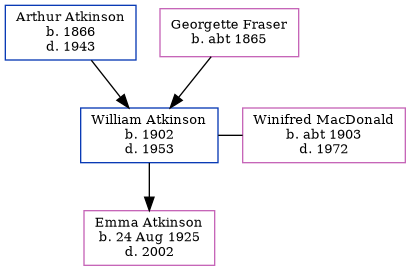 Arthur Atkinson
b. 1866
d. 1943
Georgette Fraser
b. abt 1865
William Atkinson
b. 1902
d. 1953
Winifred MacDonald
b. abt 1903
d. 1972
Emma Atkinson
b. 24 Aug 1925
d. 2002